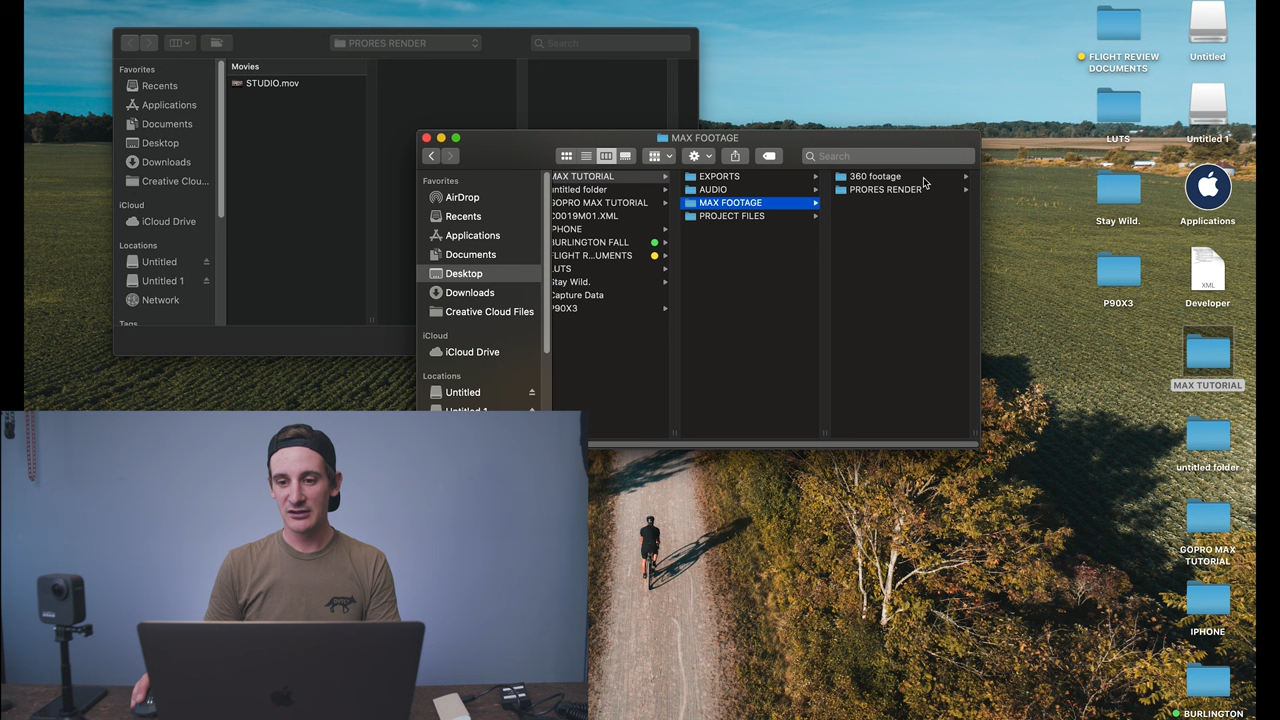 PRORES RENDER
Search
Favorites
Recents
Applications
Documents
Desktop
Downloads
Creative Clou...
iCloud
iCloud Drive
Locations
Untitled
Untitled 1
Network
Tags
Movies
STUDIO.mov
MAX FOOTAGE
Search
Favorites
AirDrop
Recents
Applications
Documents
Desktop
Downloads
Creative Cloud Files
iCloud
iCloud Drive
Locations
Untitled
Untitled 1
MAX TUTORIAL
untitled folder
GOPRO MAX TUTORIAL
C0019M01.XML
IPHONE
BURLINGTON FALL
FLIGHT R...UMENTS
LUTS
Stay Wild.
Capture Data
P90X3
EXPORTS
AUDIO
MAX FOOTAGE
PROJECT FILES
360 footage
PRORES RENDER
FLIGHT REVIEW
DOCUMENTS
Untitled
LUTS
Untitled 1
Stay Wild.
Applications
P90X3
XML
Developer
MAX TUTORIAL
untitled folder
GOPRO MAX
TUTORIAL
IPHONE
BURLINGTON